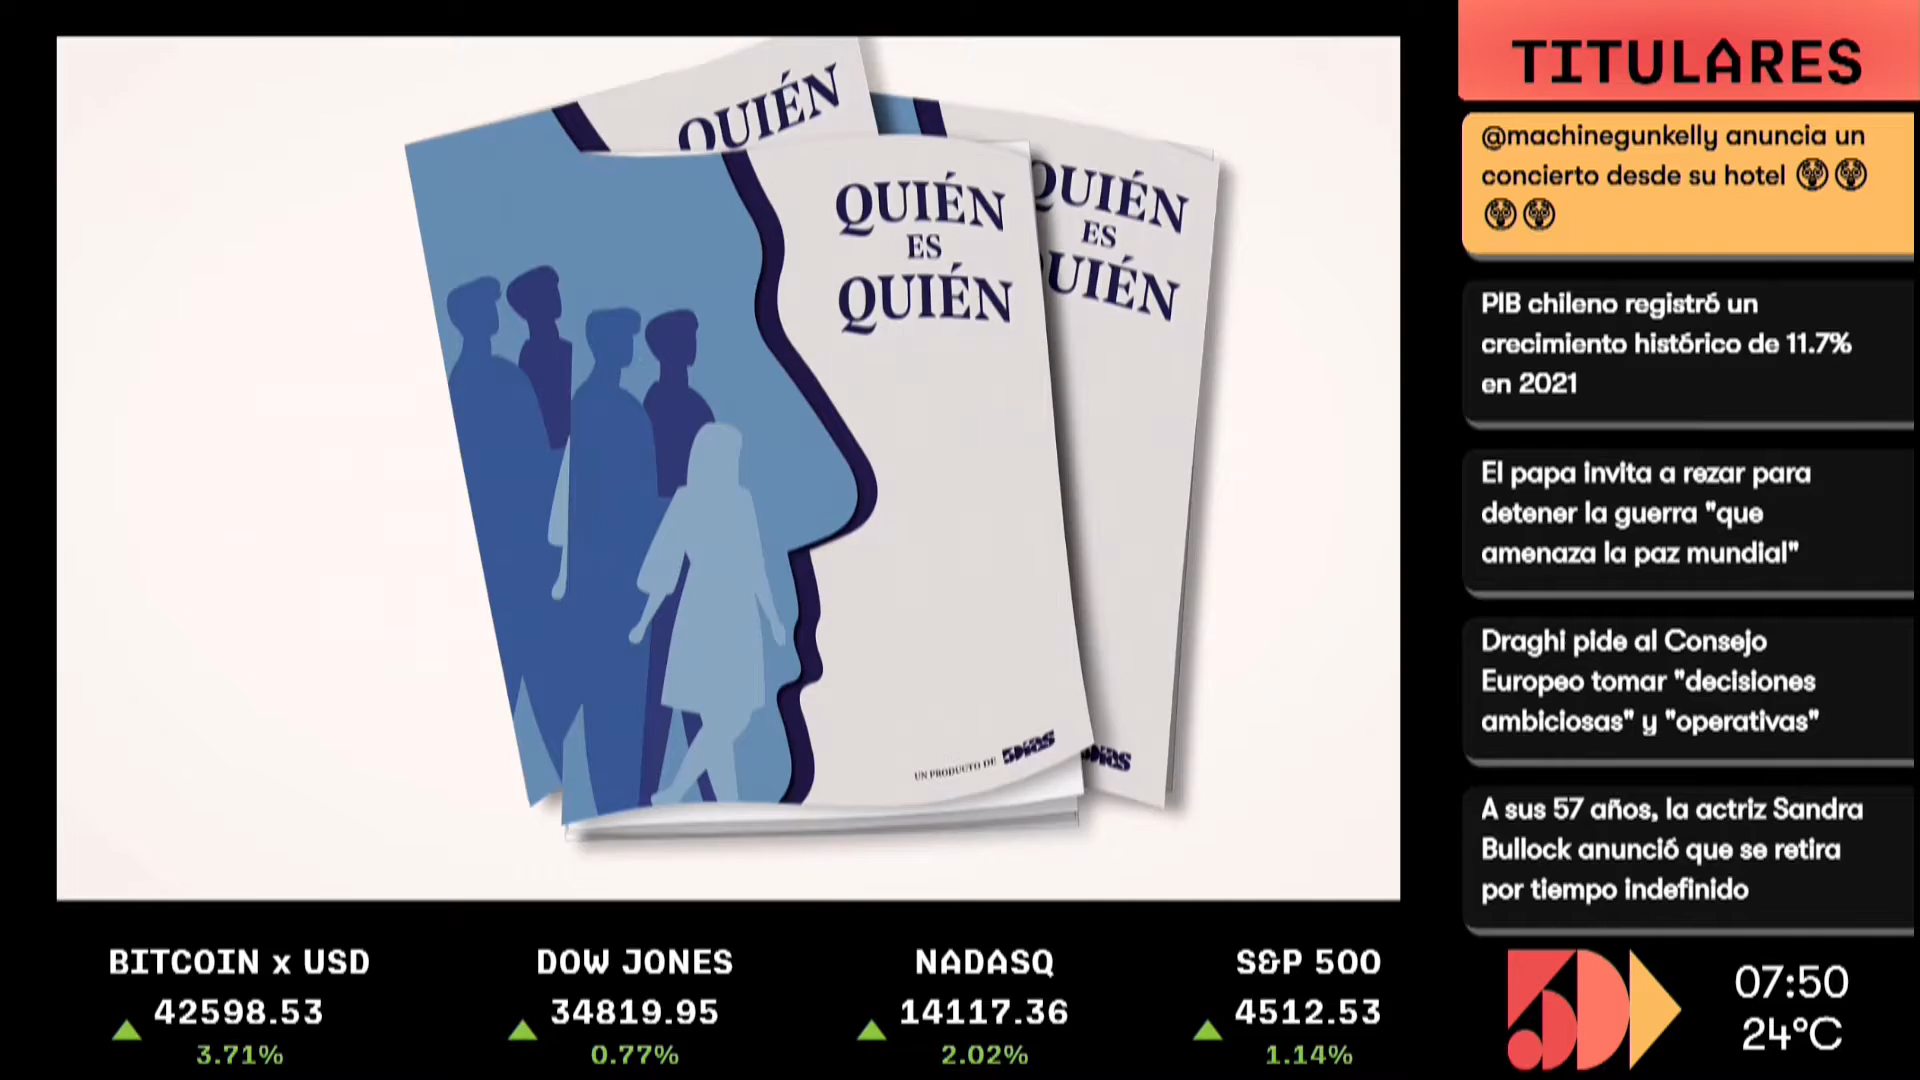 QUIÉN
QUIÉN
ES
QUIÉN
QUIÉN
ES
QUIÉN
UN PRODUCTO DE 5DÍAS
TITULARES
@machinegunkelly anuncia un
concierto desde su hotel
PIB chileno registró un
crecimiento histórico de 11.7%
en 2021
El papa invita a rezar para
detener la guerra "que
amenaza la paz mundial"
Draghi pide al Consejo
Europeo tomar "decisiones
ambiciosas" y "operativas"
A sus 57 años, la actriz Sandra
Bullock anunció que se retira
por tiempo indefinido
BITCOIN x USD
42598.53
3.71%
DOW JONES
34819.95
0.77%
NADASQ
14117.36
2.02%
S&P 500
4512.53
1.14%
5D
07:50
24°C